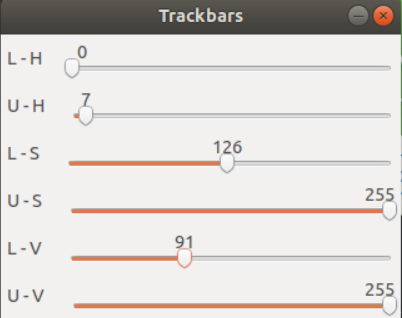 Trackbars
0
L - H
7
U - H
126
L - S
255
U - S
91
L - V
255
U - V